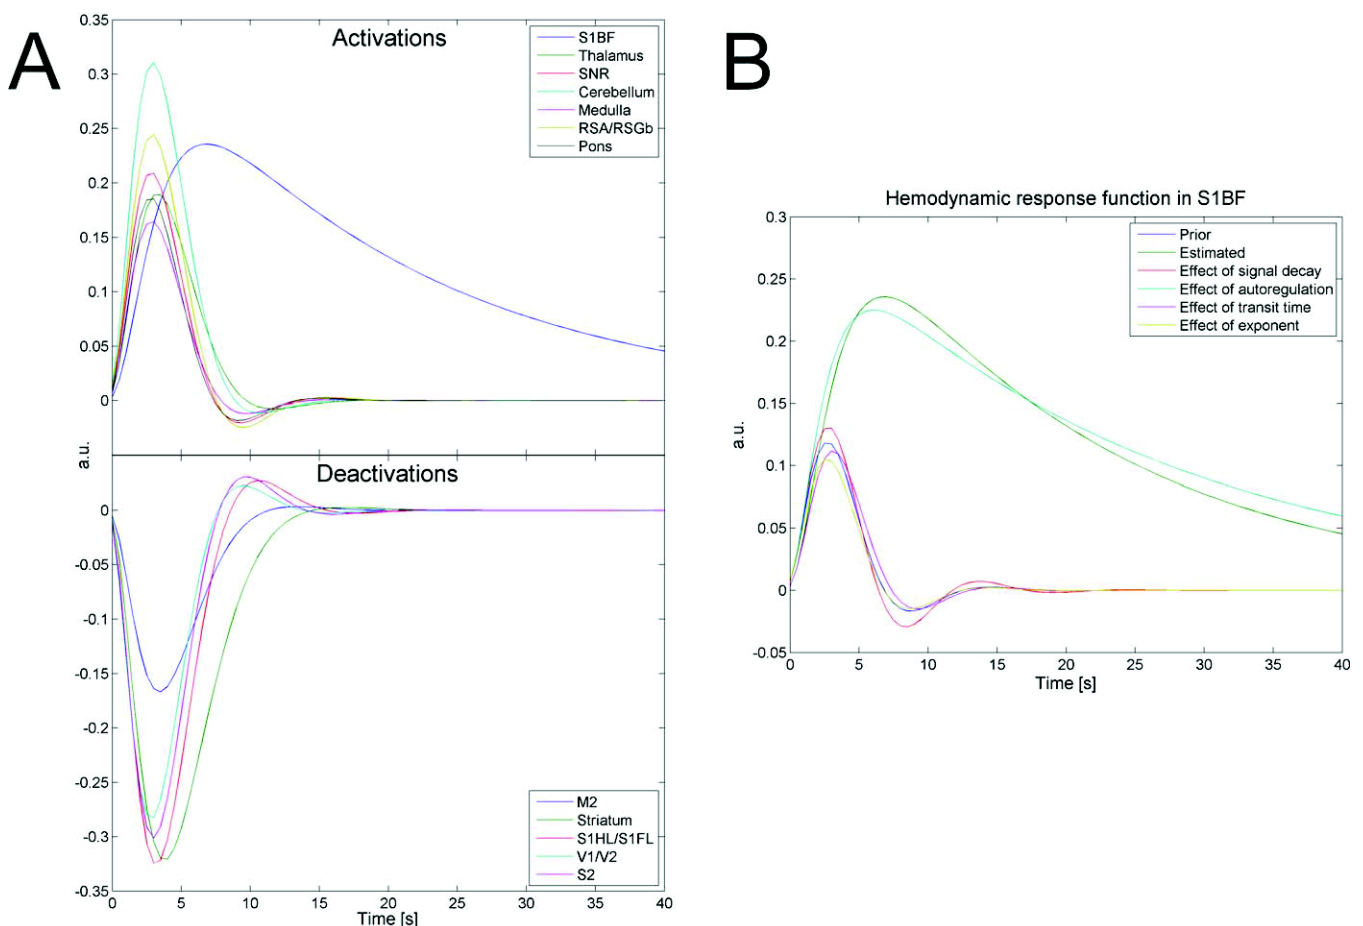 A
Activations
0.35
0.3
0.25
0.2
0.15
0.1
0.05
0
S1BF
Thalamus
SNR
Cerebellum
Medulla
RSA/RSGb
Pons
a.u.
Deactivations
0
-0.05
-0.1
-0.15
-0.2
-0.25
-0.3
-0.35
M2
Striatum
S1HL/S1FL
V1/V2
S2
0 5 10 15 20 25 30 35 40
Time [s]
B
Hemodynamic response function in S1BF
0.3
0.25
0.2
0.15
0.1
0.05
0
-0.05
a.u.
Prior
Estimated
Effect of signal decay
Effect of autoregulation
Effect of transit time
Effect of exponent
0 5 10 15 20 25 30 35 40
Time [s]